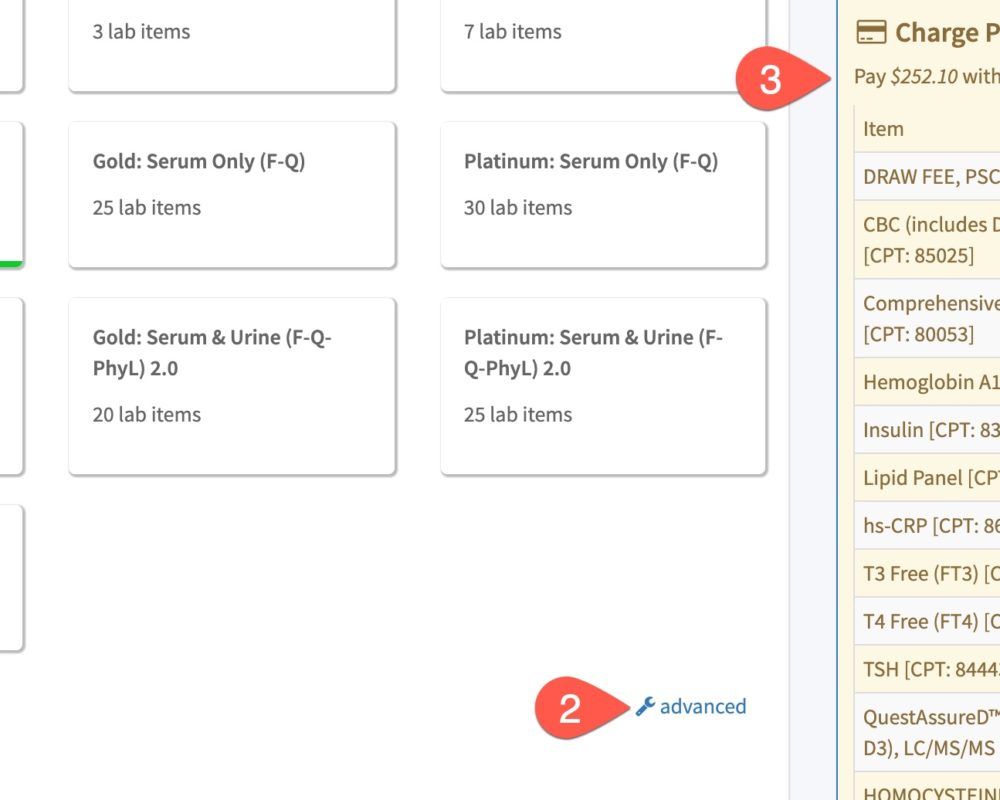 3 lab items
7 lab items
Gold: Serum Only (F-Q)
25 lab items
Platinum: Serum Only (F-Q)
30 lab items
Gold: Serum & Urine (F-Q-
PhyL) 2.0
20 lab items
Platinum: Serum & Urine (F-
Q-PhyL) 2.0
25 lab items
2
advanced
3
Charge P
Pay $252.10 with
Item
DRAW FEE, PSC
CBC (includes D
[CPT: 85025]
Comprehensive
[CPT: 80053]
Hemoglobin A1
Insulin [CPT: 83
Lipid Panel [CPT
hs-CRP [CPT: 86
T3 Free (FT3) [C
T4 Free (FT4) [C
TSH [CPT: 8444
QuestAssureD™
D3), LC/MS/MS
HOMOCYSTEIN